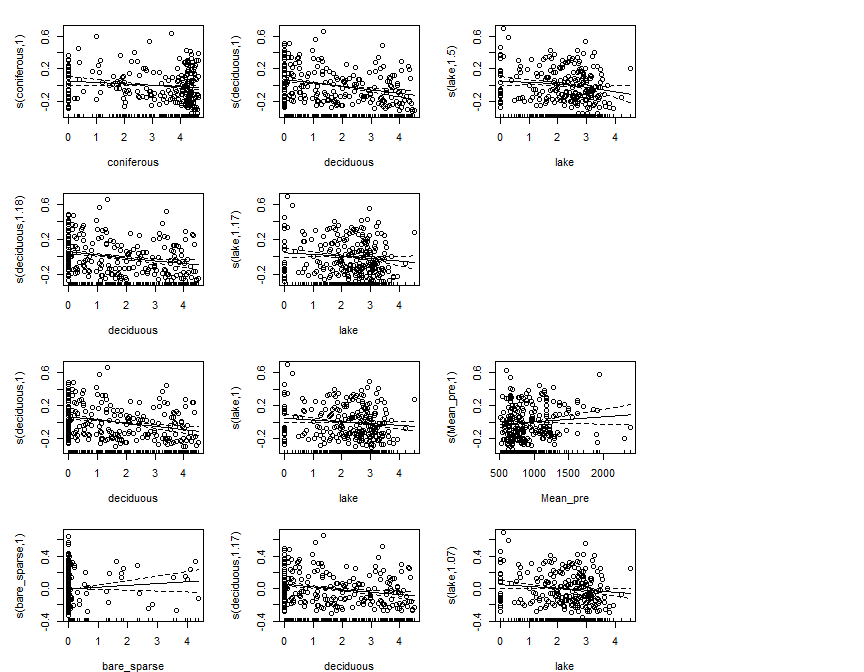 s(coniferous,1)
0.6
0.2
-0.2
0 1 2 3 4
coniferous
s(deciduous,1)
0.6
0.2
-0.2
0 1 2 3 4
deciduous
s(lake,1.5)
0.6
0.2
-0.2
0 1 2 3 4
lake
s(deciduous,1.18)
0.6
0.2
-0.2
0 1 2 3 4
deciduous
s(lake,1.17)
0.6
0.2
-0.2
0 1 2 3 4
lake
s(deciduous,1)
0.6
0.2
-0.2
0 1 2 3 4
deciduous
s(lake,1)
0.6
0.2
-0.2
0 1 2 3 4
lake
s(Mean_pre,1)
0.6
0.2
-0.2
500 1000 1500 2000
Mean_pre
s(bare_sparse,1)
0.4
0.0
-0.4
0 1 2 3 4
bare_sparse
s(deciduous,1.17)
0.4
0.0
-0.4
0 1 2 3 4
deciduous
s(lake,1.07)
0.4
0.0
-0.4
0 1 2 3 4
lake